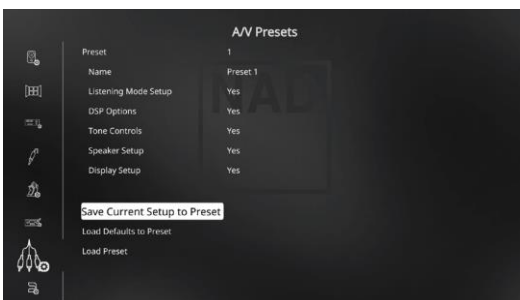 A/V Presets
Preset 1
Name Preset 1
Listening Mode Setup Yes
DSP Options Yes
Tone Controls Yes
Speaker Setup Yes
Display Setup Yes
NAD
Save Current Setup to Preset
Load Defaults to Preset
Load Preset